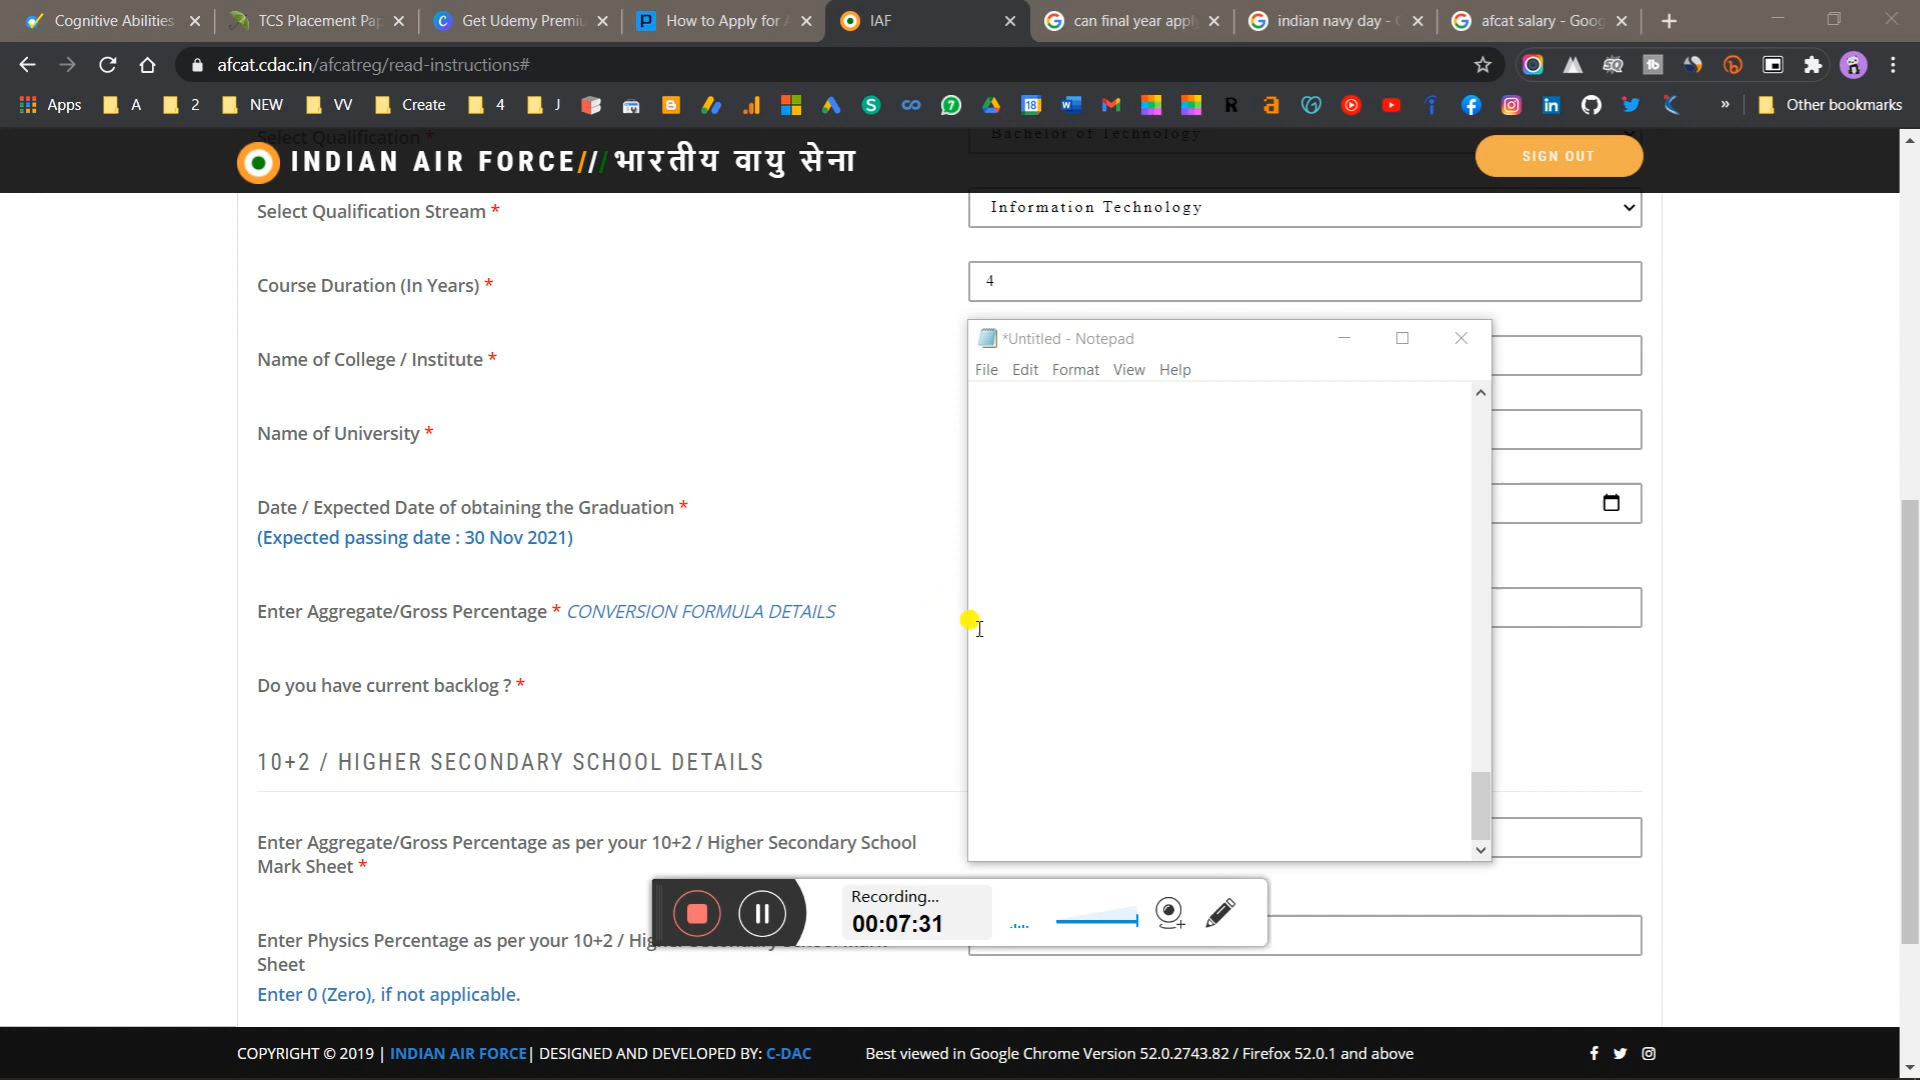 Cognitive Abilities
TCS Placement Pap
Get Udemy Premiu
How to Apply for A
IAF
can final year appl
indian navy day - G
afcat salary - Goog
afcat.cdac.in/afcatreg/read-instructions#
Apps A 2 NEW VV Create 4 J » Other bookmarks
Select Qualification *
Bachelor of Technology
INDIAN AIR FORCE///भारतीय वायु सेना
SIGN OUT
Select Qualification Stream *
Information Technology
Course Duration (In Years) *
4
*Untitled - Notepad
File Edit Format View Help
Name of College / Institute *
Name of University *
Date / Expected Date of obtaining the Graduation *
(Expected passing date : 30 Nov 2021)
Enter Aggregate/Gross Percentage * CONVERSION FORMULA DETAILS
Do you have current backlog ? *
10+2 / HIGHER SECONDARY SCHOOL DETAILS
Enter Aggregate/Gross Percentage as per your 10+2 / Higher Secondary School
Mark Sheet *
Recording...
00:07:31
Enter Physics Percentage as per your 10+2 /
Sheet
Enter 0 (Zero), if not applicable.
COPYRIGHT © 2019 | INDIAN AIR FORCE | DESIGNED AND DEVELOPED BY: C-DAC
Best viewed in Google Chrome Version 52.0.2743.82 / Firefox 52.0.1 and above